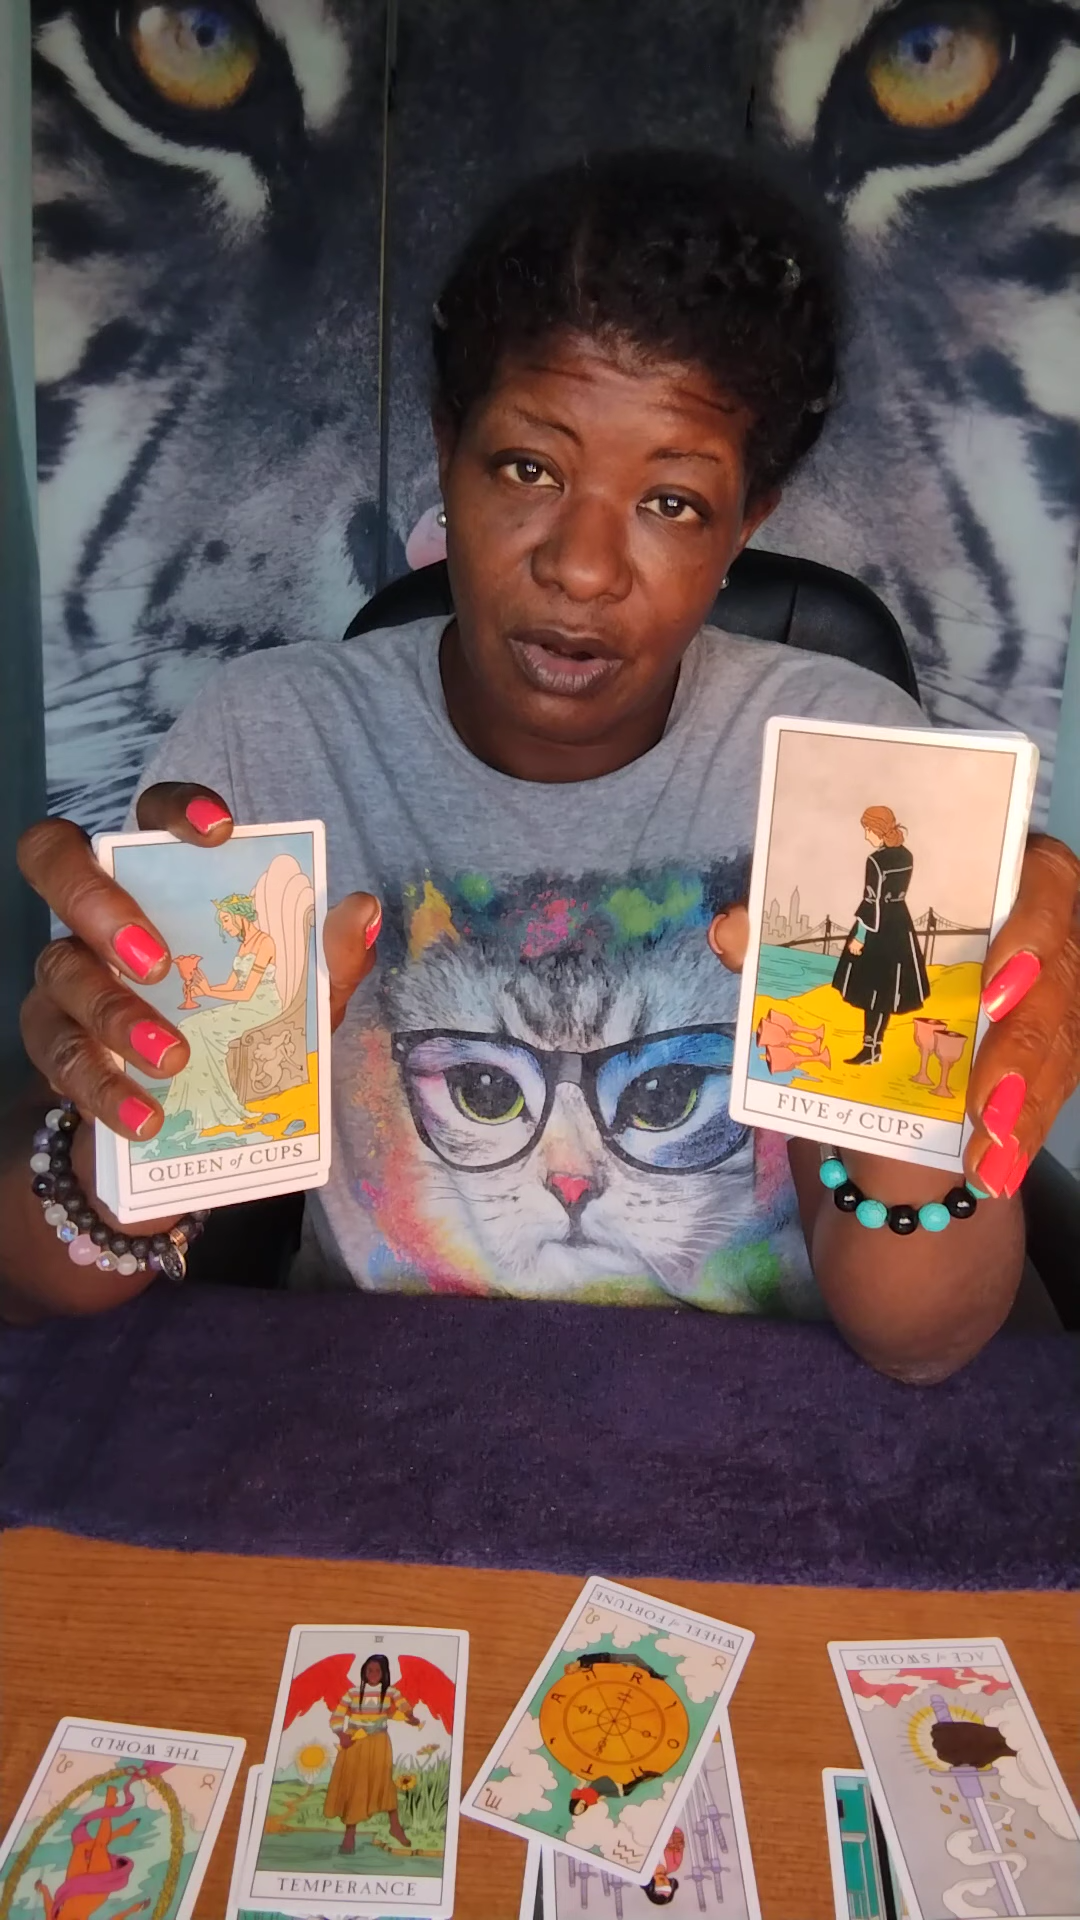 QUEEN of CUPS
FIVE of CUPS
WHEEL of FORTUNE
ACE of SWORDS
THE WORLD
TEMPERANCE